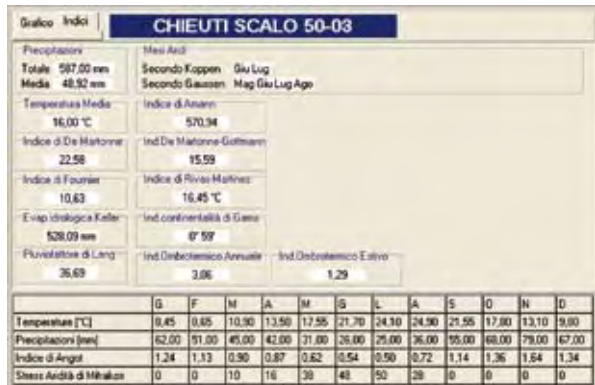 Grafico Indici CHIEUTI SCALO 50-03
Precipitazioni
Totale 587,00 mm
Media 48,92 mm
Mesi Aridi
Secondo Koppen Giu Lug
Secondo Gaussen Mag Giu Lug Ago
Temperatura Media
16,00 °C
Indice di Amann
570,94
Indice di De Martonne
22,58
Ind De Martonne-Gottmann
15,59
Indice di Fournier
10,63
Indice di Rivas-Martinez
16,45 °C
Evap idrologica Keller
528,09 mm
Ind continentalità di Gams
0° 59'
Pluviofattore di Lang
36,69
Ind Ombrotermico Annuale
3,06
Ind Ombrotermico Estivo
1,29
G F M A M G L A S O N D
Temperature [°C] 8,45 8,65 10,90 13,50 17,55 21,70 24,10 24,90 21,55 17,80 13,10 9,80
Precipitazioni [mm] 62,00 51,00 45,00 42,00 31,00 26,00 25,00 36,00 55,00 68,00 79,00 67,00
Indice di Angot 1,24 1,13 0,90 0,87 0,62 0,54 0,50 0,72 1,14 1,36 1,64 1,34
Stress Aridità di Mitrakos 0 0 10 16 38 48 50 28 0 0 0 0